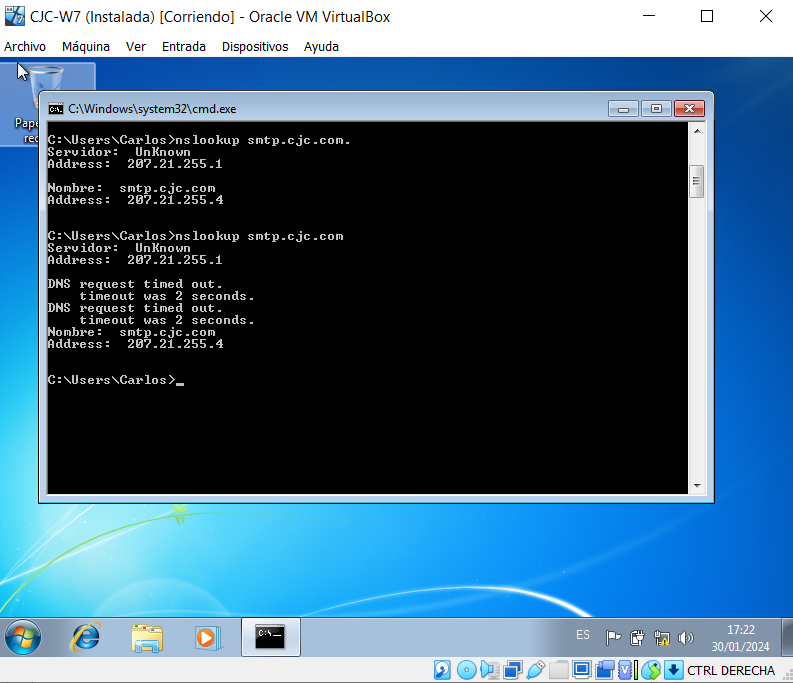 CJC-W7 (Instalada) [Corriendo] - Oracle VM VirtualBox
Archivo Máquina Ver Entrada Dispositivos Ayuda
C:\Windows\system32\cmd.exe
C:\Users\Carlos>nslookup smtp.cjc.com.
Servidor: UnKnown
Address: 207.21.255.1
Nombre: smtp.cjc.com
Address: 207.21.255.4
C:\Users\Carlos>nslookup smtp.cjc.com
Servidor: UnKnown
Address: 207.21.255.1
DNS request timed out.
timeout was 2 seconds.
DNS request timed out.
timeout was 2 seconds.
Nombre: smtp.cjc.com
Address: 207.21.255.4
C:\Users\Carlos>_
ES
17:22
30/01/2024
CTRL DERECHA